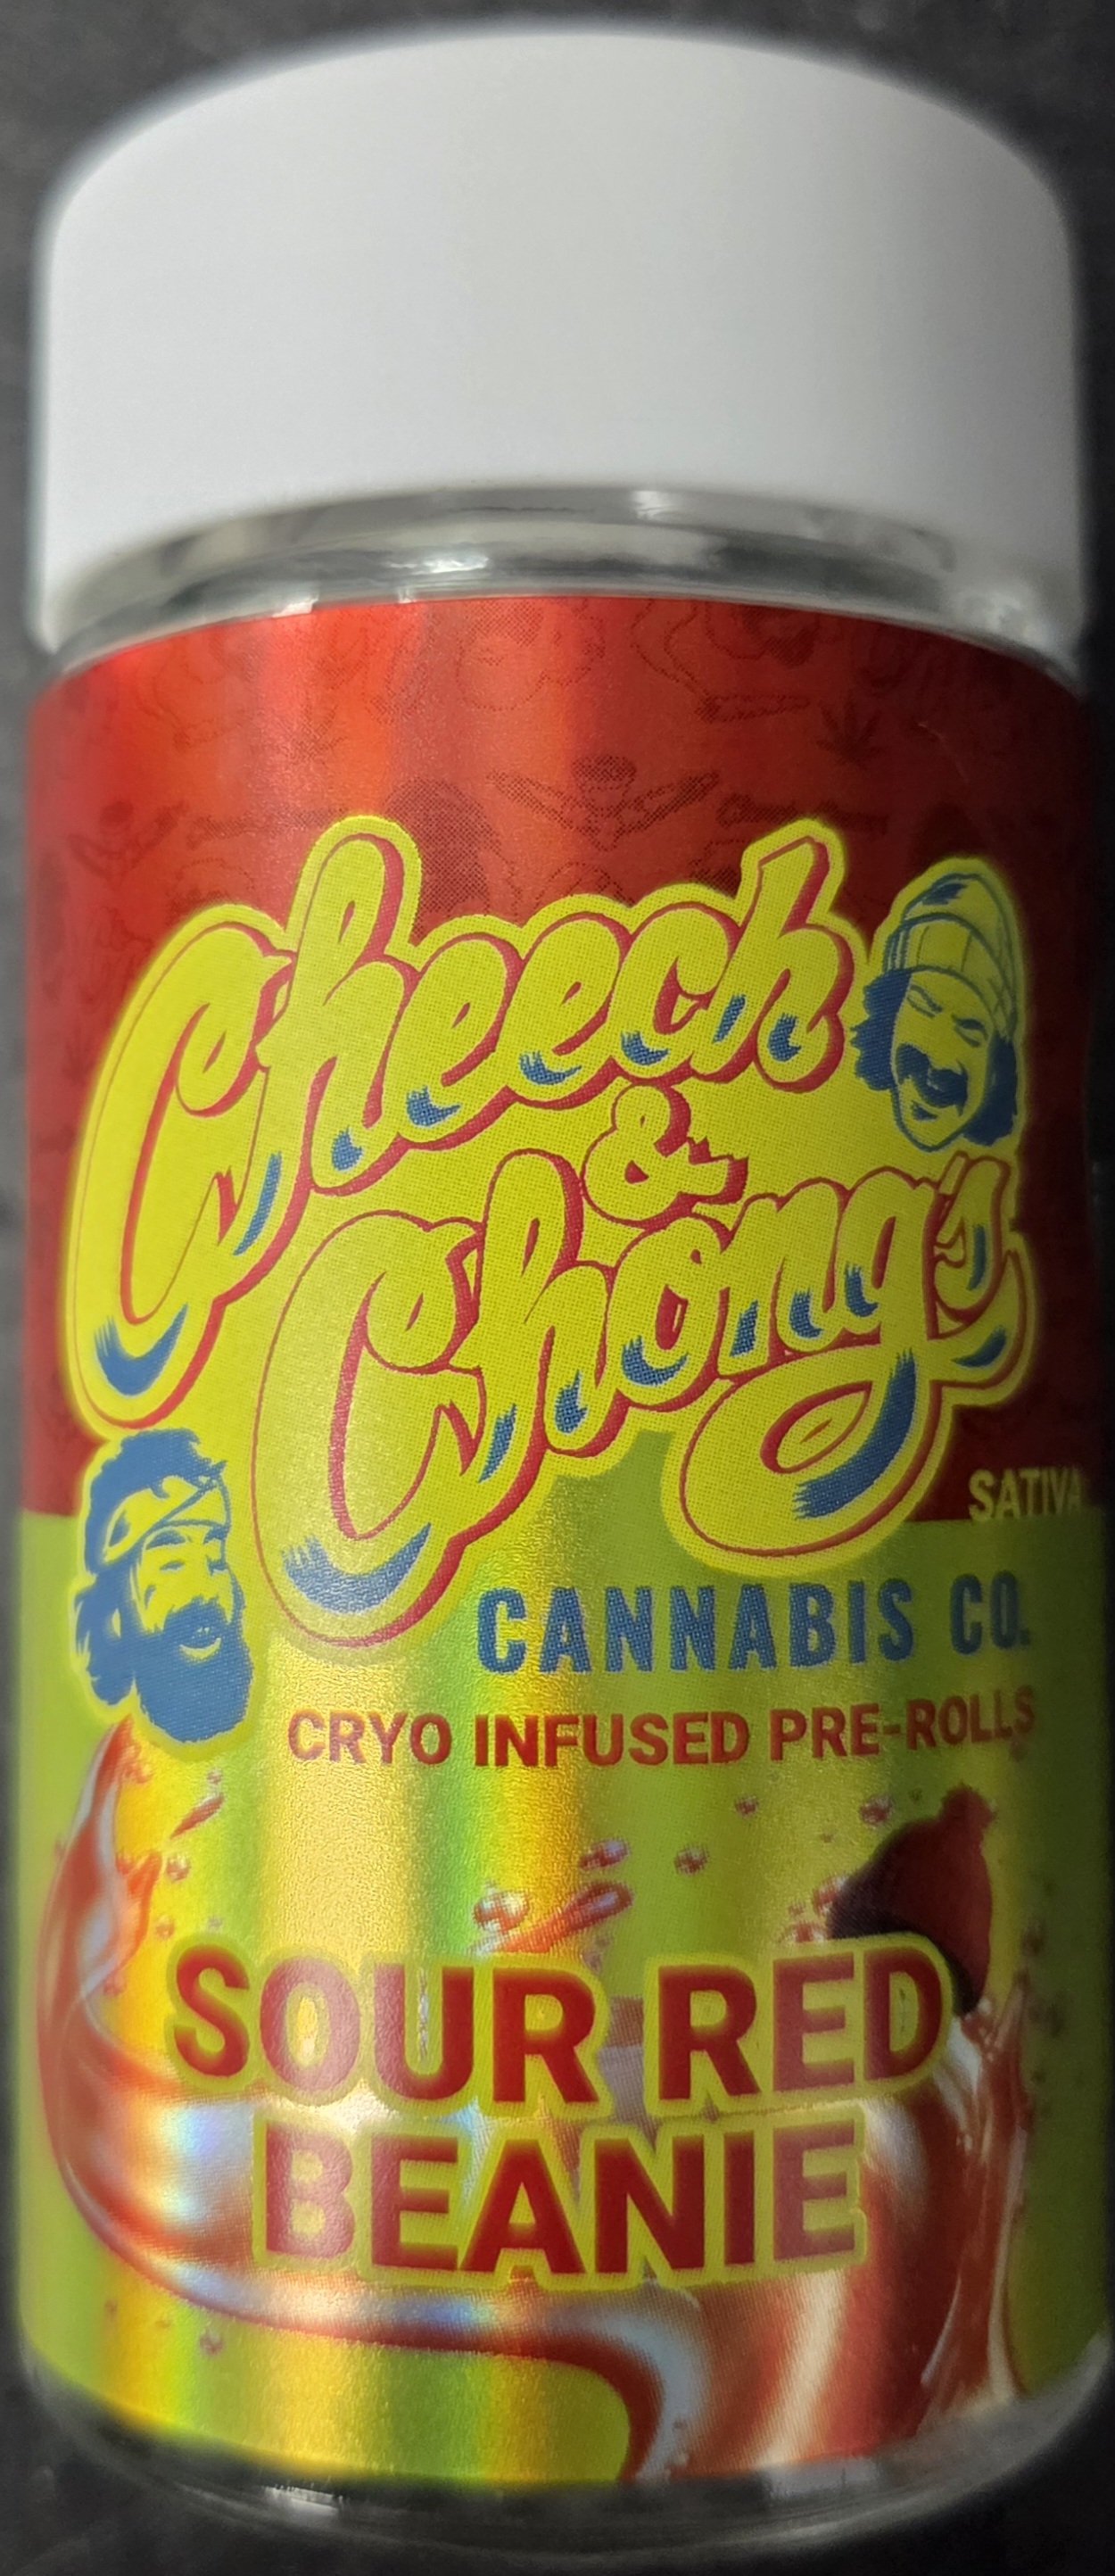 Cheech
&
Chong's
SATIVA
CANNABIS CO.
CRYO INFUSED PRE-ROLLS
SOUR RED
BEANIE